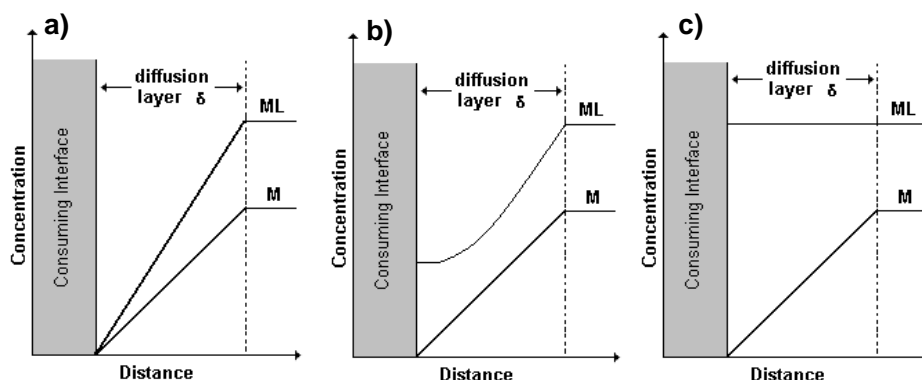 a)
diffusion
layer δ
ML
M
Concentration
Consuming Interface
Distance
b)
diffusion
layer δ
ML
M
Concentration
Consuming Interface
Distance
c)
diffusion
layer δ
ML
M
Concentration
Consuming Interface
Distance